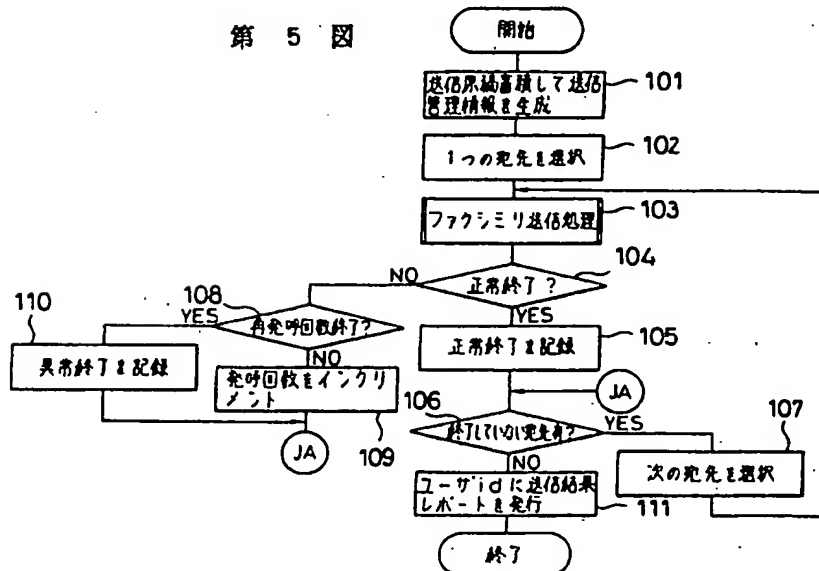 第 5 図
開始
送信原稿蓄積して送信
管理情報を生成
101
1つの宛先を選択
102
ファクシミリ送信処理
103
正常終了?
104
NO
YES
再発呼回数終了?
108
YES
NO
110
異常終了を記録
発呼回数をインクリ
メント
109
JA
正常終了を記録
105
JA
106
終了していない宛先有?
YES
NO
107
次の宛先を選択
ユーザidに送信結果
レポートを発行
111
終了